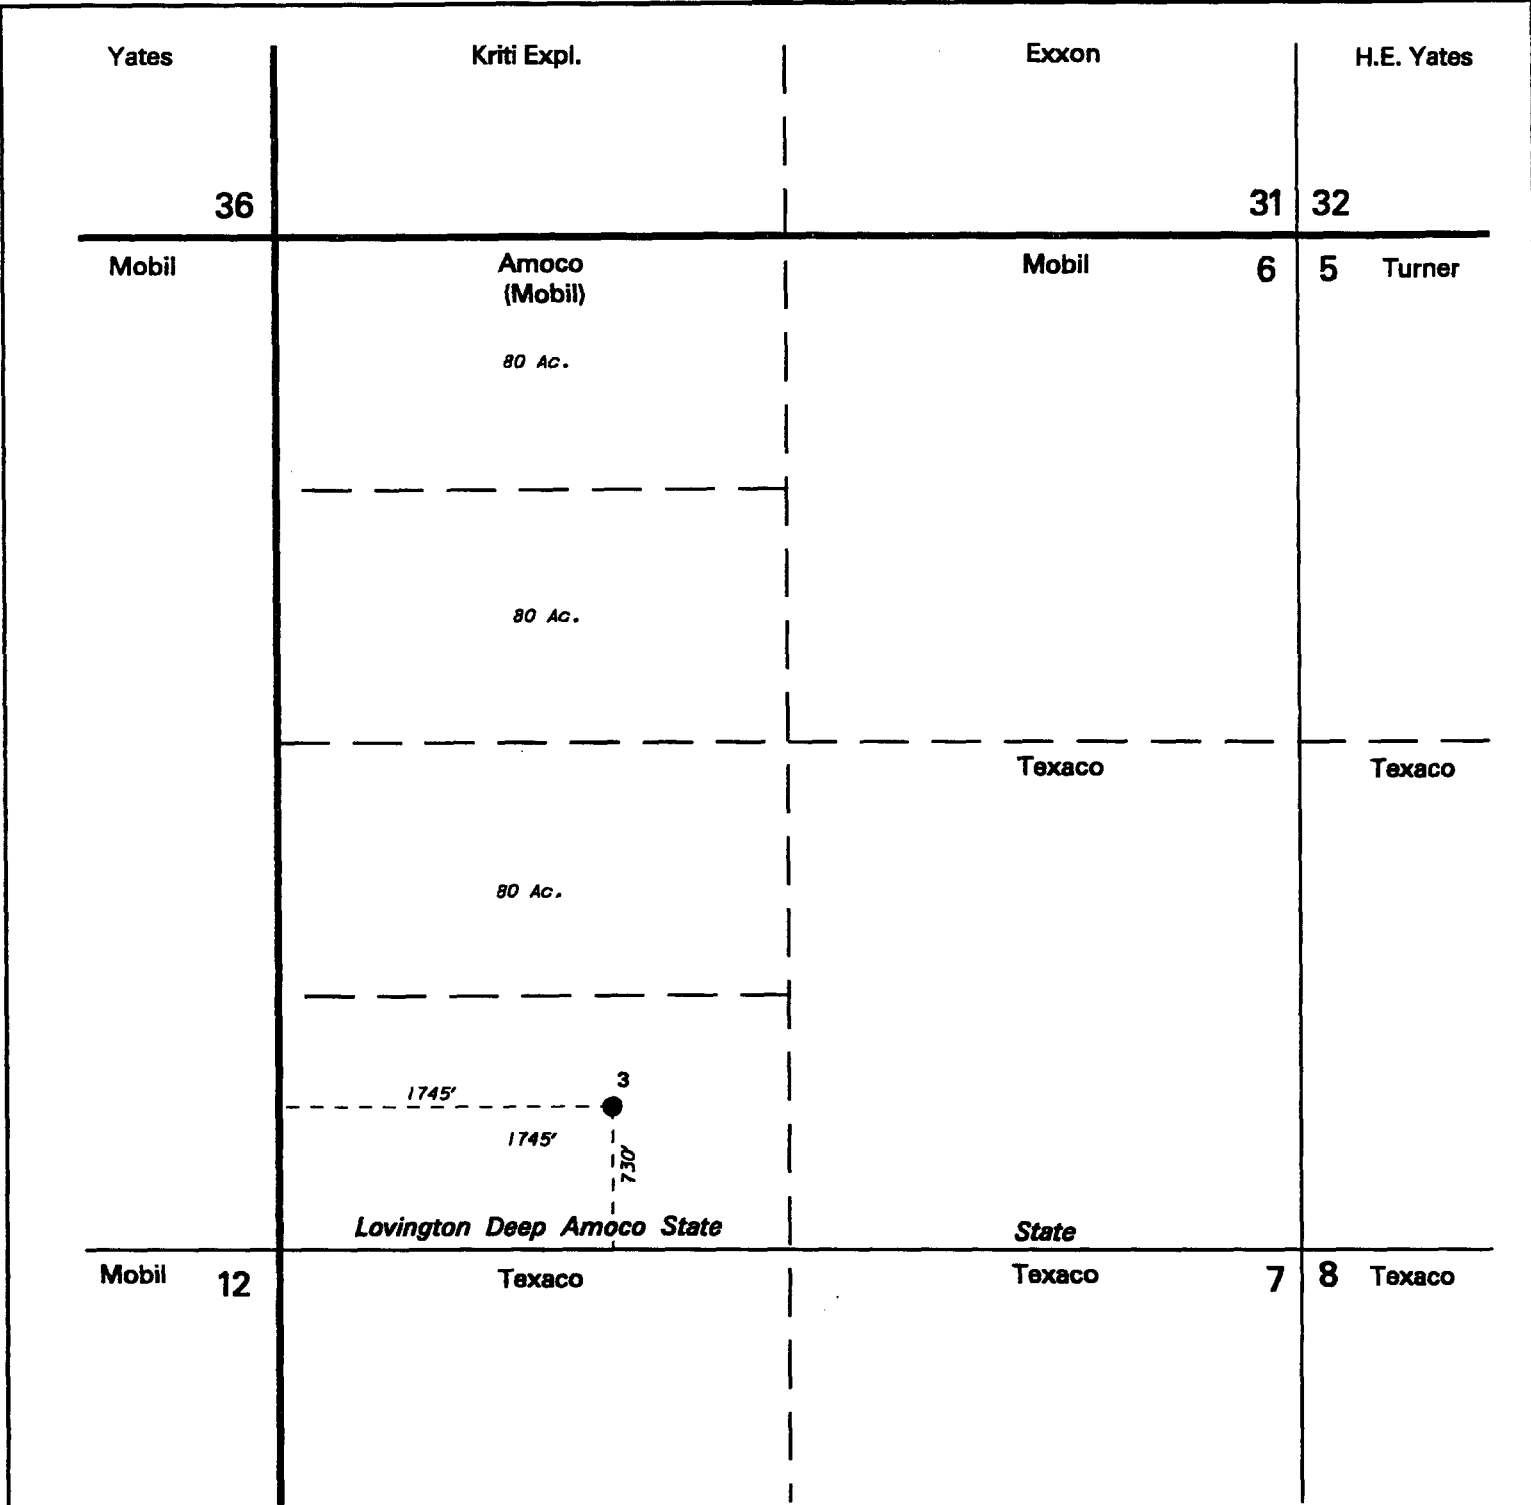 Yates
Kriti Expl.
Exxon
H.E. Yates
36
31
32
Mobil
Amoco
(Mobil)
Mobil
6
5
Turner
80 Ac.
80 Ac.
Texaco
Texaco
80 Ac.
3
1745'
1745'
730'
Lovington Deep Amoco State
State
Mobil
12
Texaco
Texaco
7
8
Texaco